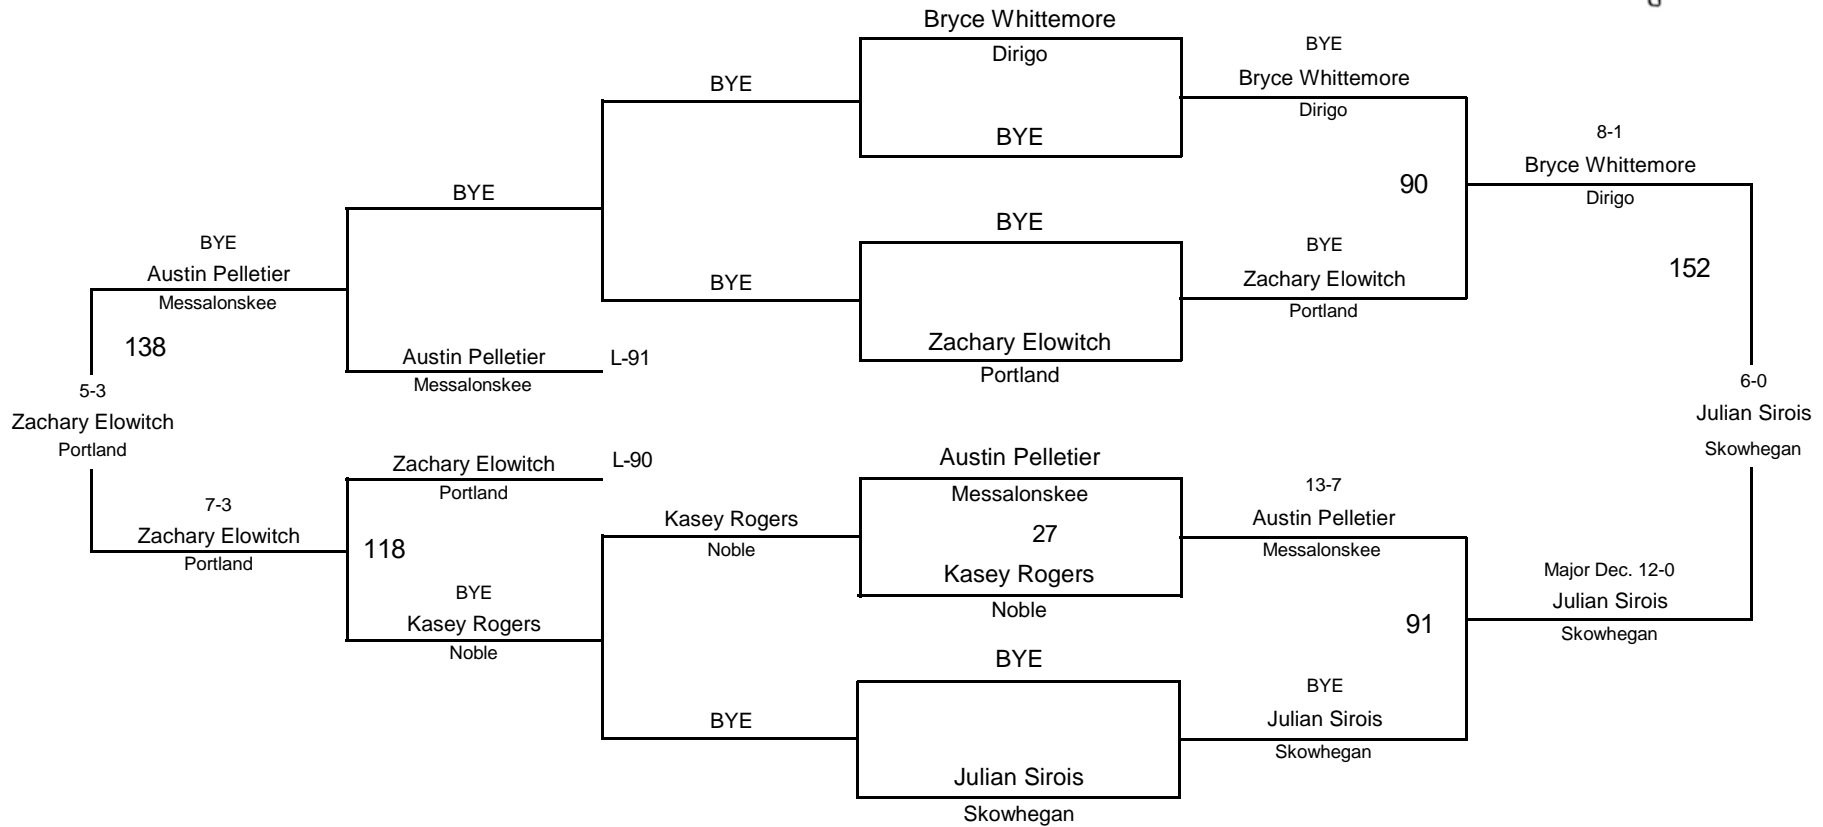 Bryce Whittemore
Dirigo
BYE
BYE
Bryce Whittemore
Dirigo
BYE
8-1
Bryce Whittemore
Dirigo
90
BYE
BYE
BYE
Zachary Elowitch
Portland
152
BYE
Austin Pelletier
Messalonskee
BYE
Zachary Elowitch
Portland
138
Austin Pelletier
Messalonskee
L-91
5-3
Zachary Elowitch
Portland
6-0
Julian Sirois
Skowhegan
Zachary Elowitch
Portland
L-90
Austin Pelletier
Messalonskee
27
Kasey Rogers
Noble
13-7
Austin Pelletier
Messalonskee
7-3
Zachary Elowitch
Portland
118
Kasey Rogers
Noble
BYE
Kasey Rogers
Noble
Major Dec. 12-0
Julian Sirois
Skowhegan
91
BYE
BYE
Julian Sirois
Skowhegan
BYE
Julian Sirois
Skowhegan